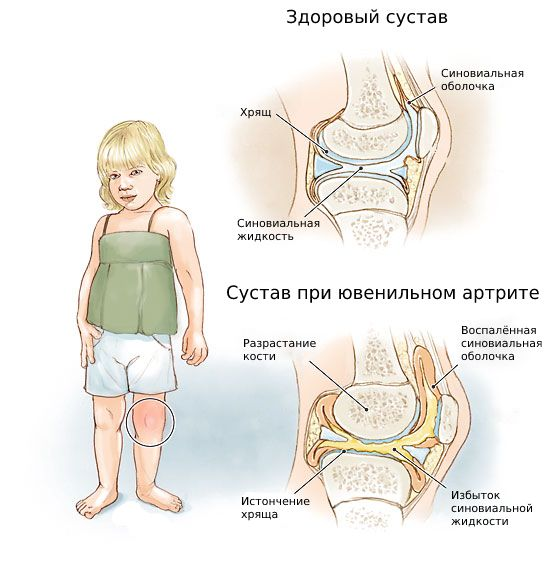 Здоровый сустав
Синовиальная
оболочка
Хрящ
Синовиальная
жидкость
Сустав при ювенильном артрите
Разрастание
кости
Воспалённая
синовиальная
оболочка
Истончение
хряща
Избыток
синовиальной
жидкости